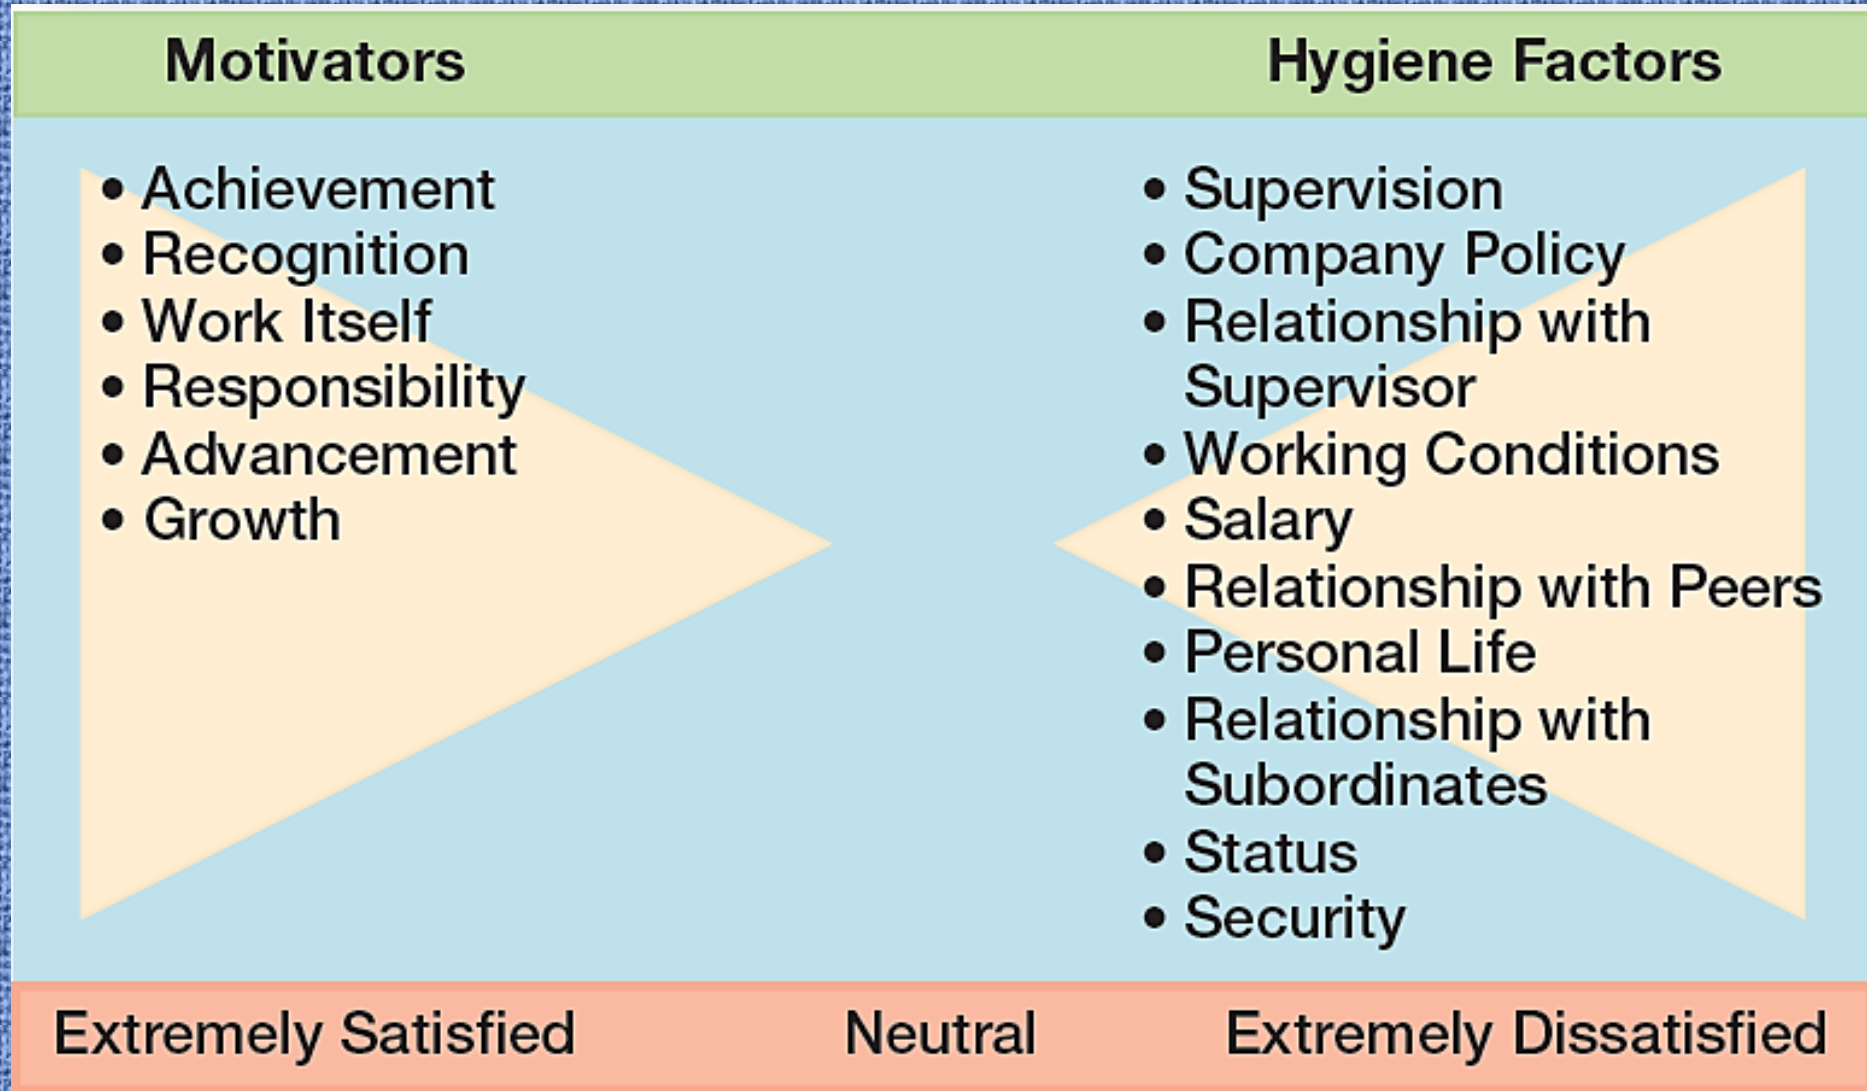 Motivators
Hygiene Factors
• Achievement
• Recognition
• Work Itself
• Responsibility
• Advancement
• Growth
• Supervision
• Company Policy
• Relationship with
Supervisor
• Working Conditions
• Salary
• Relationship with Peers
• Personal Life
• Relationship with
Subordinates
• Status
• Security
Extremely Satisfied
Neutral
Extremely Dissatisfied